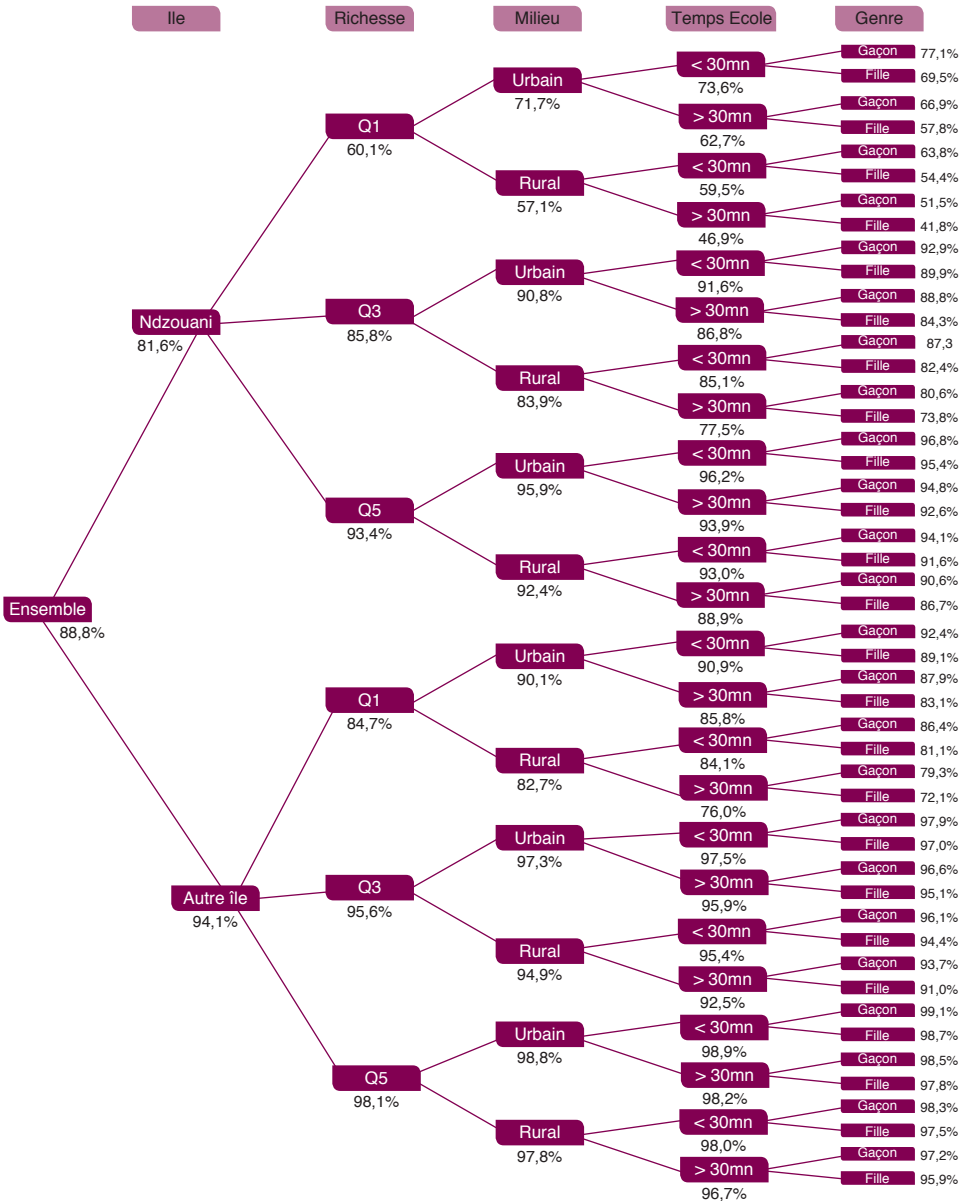 Ile Richesse Milieu Temps Ecole Genre
Ensemble
88,8%
Ndzouani
81,6%
Q1
60,1%
Urbain
71,7%
< 30mn
73,6%
Gaçon 77,1%
Fille 69,5%
> 30mn
62,7%
Gaçon 66,9%
Fille 57,8%
Rural
57,1%
< 30mn
59,5%
Gaçon 63,8%
Fille 54,4%
> 30mn
46,9%
Gaçon 51,5%
Fille 41,8%
Q3
85,8%
Urbain
90,8%
< 30mn
91,6%
Gaçon 92,9%
Fille 89,9%
> 30mn
86,8%
Gaçon 88,8%
Fille 84,3%
Rural
83,9%
< 30mn
85,1%
Gaçon 87,3
Fille 82,4%
> 30mn
77,5%
Gaçon 80,6%
Fille 73,8%
Q5
93,4%
Urbain
95,9%
< 30mn
96,2%
Gaçon 96,8%
Fille 95,4%
> 30mn
93,9%
Gaçon 94,8%
Fille 92,6%
Rural
92,4%
< 30mn
93,0%
Gaçon 94,1%
Fille 91,6%
> 30mn
88,9%
Gaçon 90,6%
Fille 86,7%
Autre île
94,1%
Q1
84,7%
Urbain
90,1%
< 30mn
90,9%
Gaçon 92,4%
Fille 89,1%
> 30mn
85,8%
Gaçon 87,9%
Fille 83,1%
Rural
82,7%
< 30mn
84,1%
Gaçon 86,4%
Fille 81,1%
> 30mn
76,0%
Gaçon 79,3%
Fille 72,1%
Q3
95,6%
Urbain
97,3%
< 30mn
97,5%
Gaçon 97,9%
Fille 97,0%
> 30mn
95,9%
Gaçon 96,6%
Fille 95,1%
Rural
94,9%
< 30mn
95,4%
Gaçon 96,1%
Fille 94,4%
> 30mn
92,5%
Gaçon 93,7%
Fille 91,0%
Q5
98,1%
Urbain
98,8%
< 30mn
98,9%
Gaçon 99,1%
Fille 98,7%
> 30mn
98,2%
Gaçon 98,5%
Fille 97,8%
Rural
97,8%
< 30mn
98,0%
Gaçon 98,3%
Fille 97,5%
> 30mn
96,7%
Gaçon 97,2%
Fille 95,9%